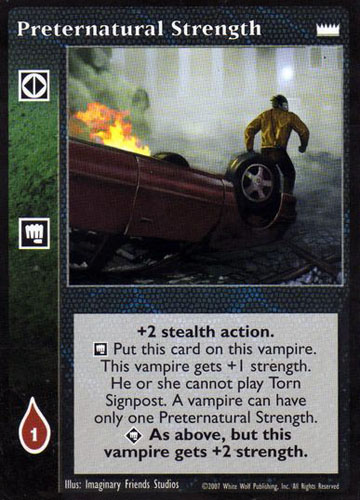 Preternatural Strength
+2 stealth action.
Put this card on this vampire.
This vampire gets +1 strength.
He or she cannot play Torn
Signpost. A vampire can have
only one Preternatural Strength.
As above, but this
vampire gets +2 strength.
1
Illus: Imaginary Friends Studios
©2007 White Wolf Publishing, Inc. All Rights Reserved